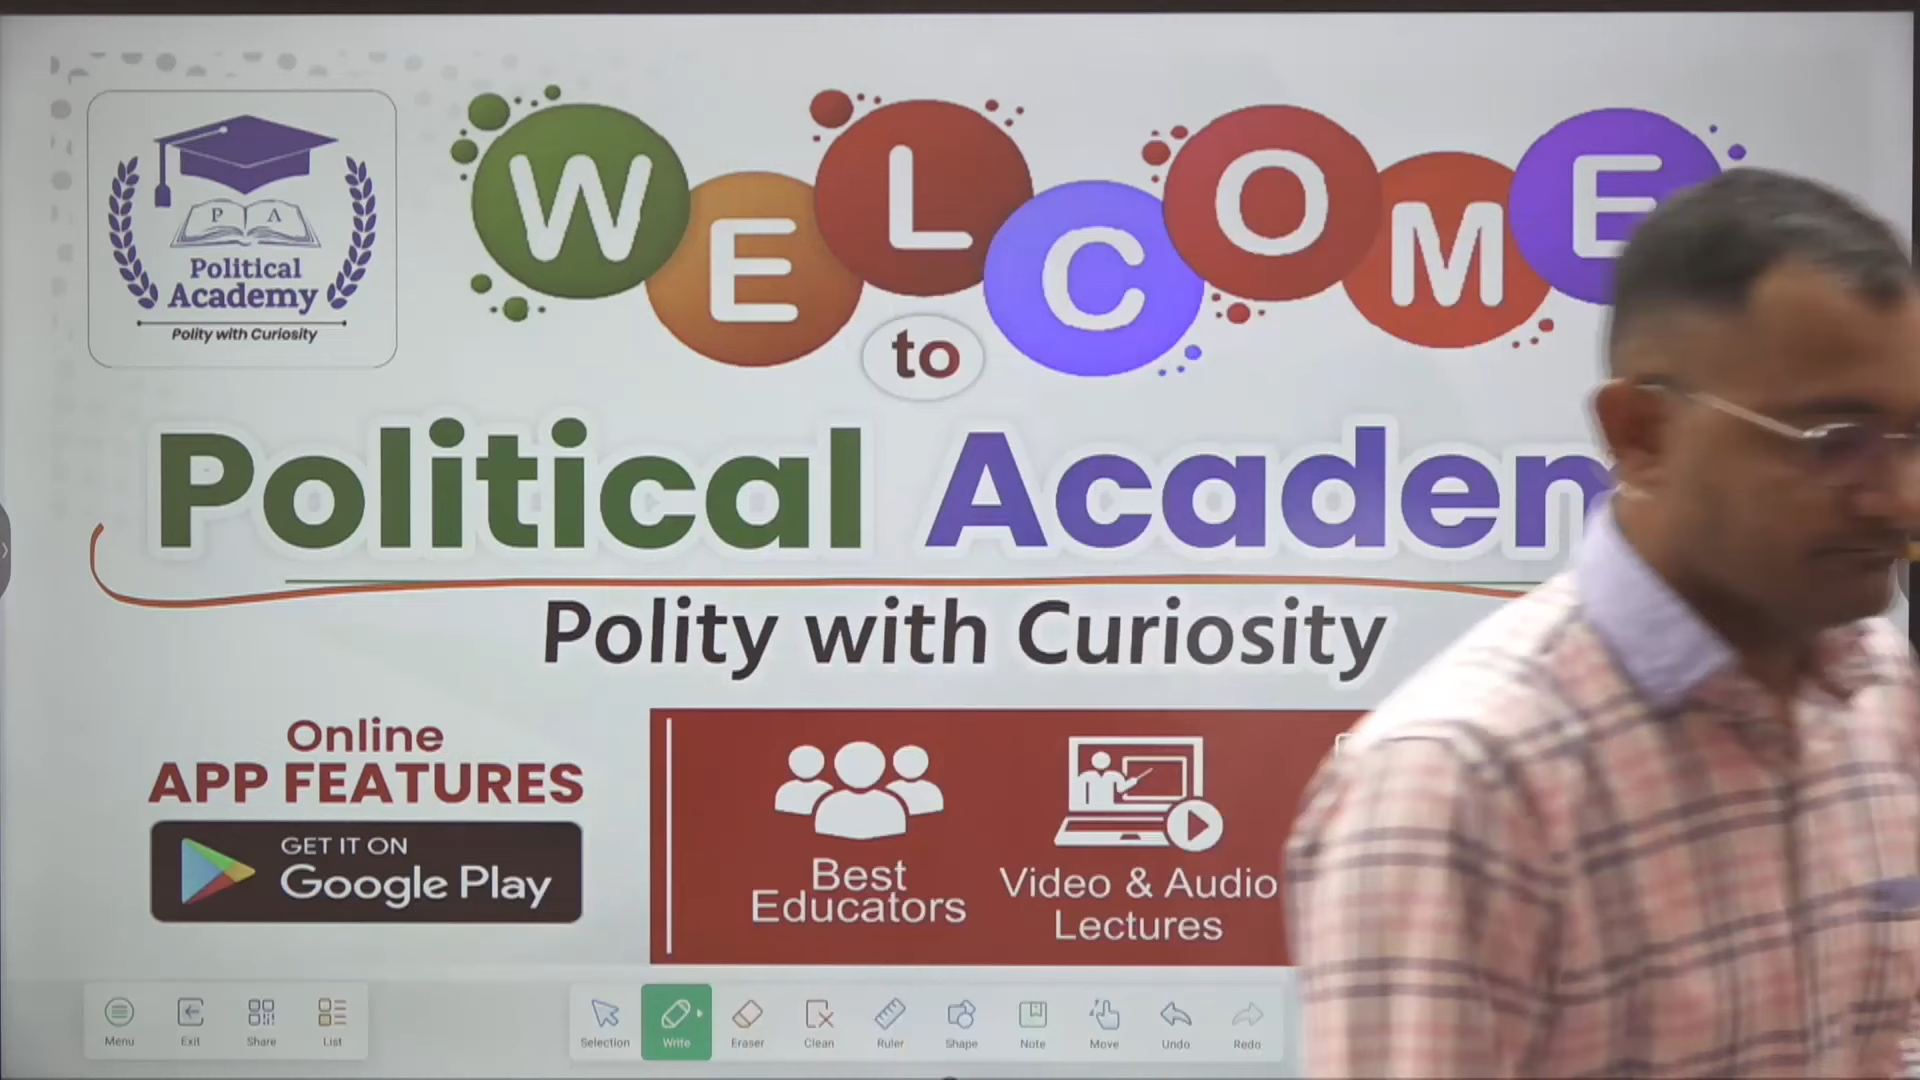 WELCOME
to
Political Academ
Polity with Curiosity
P A
Political
Academy
Polity with Curiosity
Online
APP FEATURES
GET IT ON
Google Play
Best
Educators
Video & Audio
Lectures
Menu Exit Share List
Selection Write Eraser Clean Ruler Shape Note Move Undo Redo